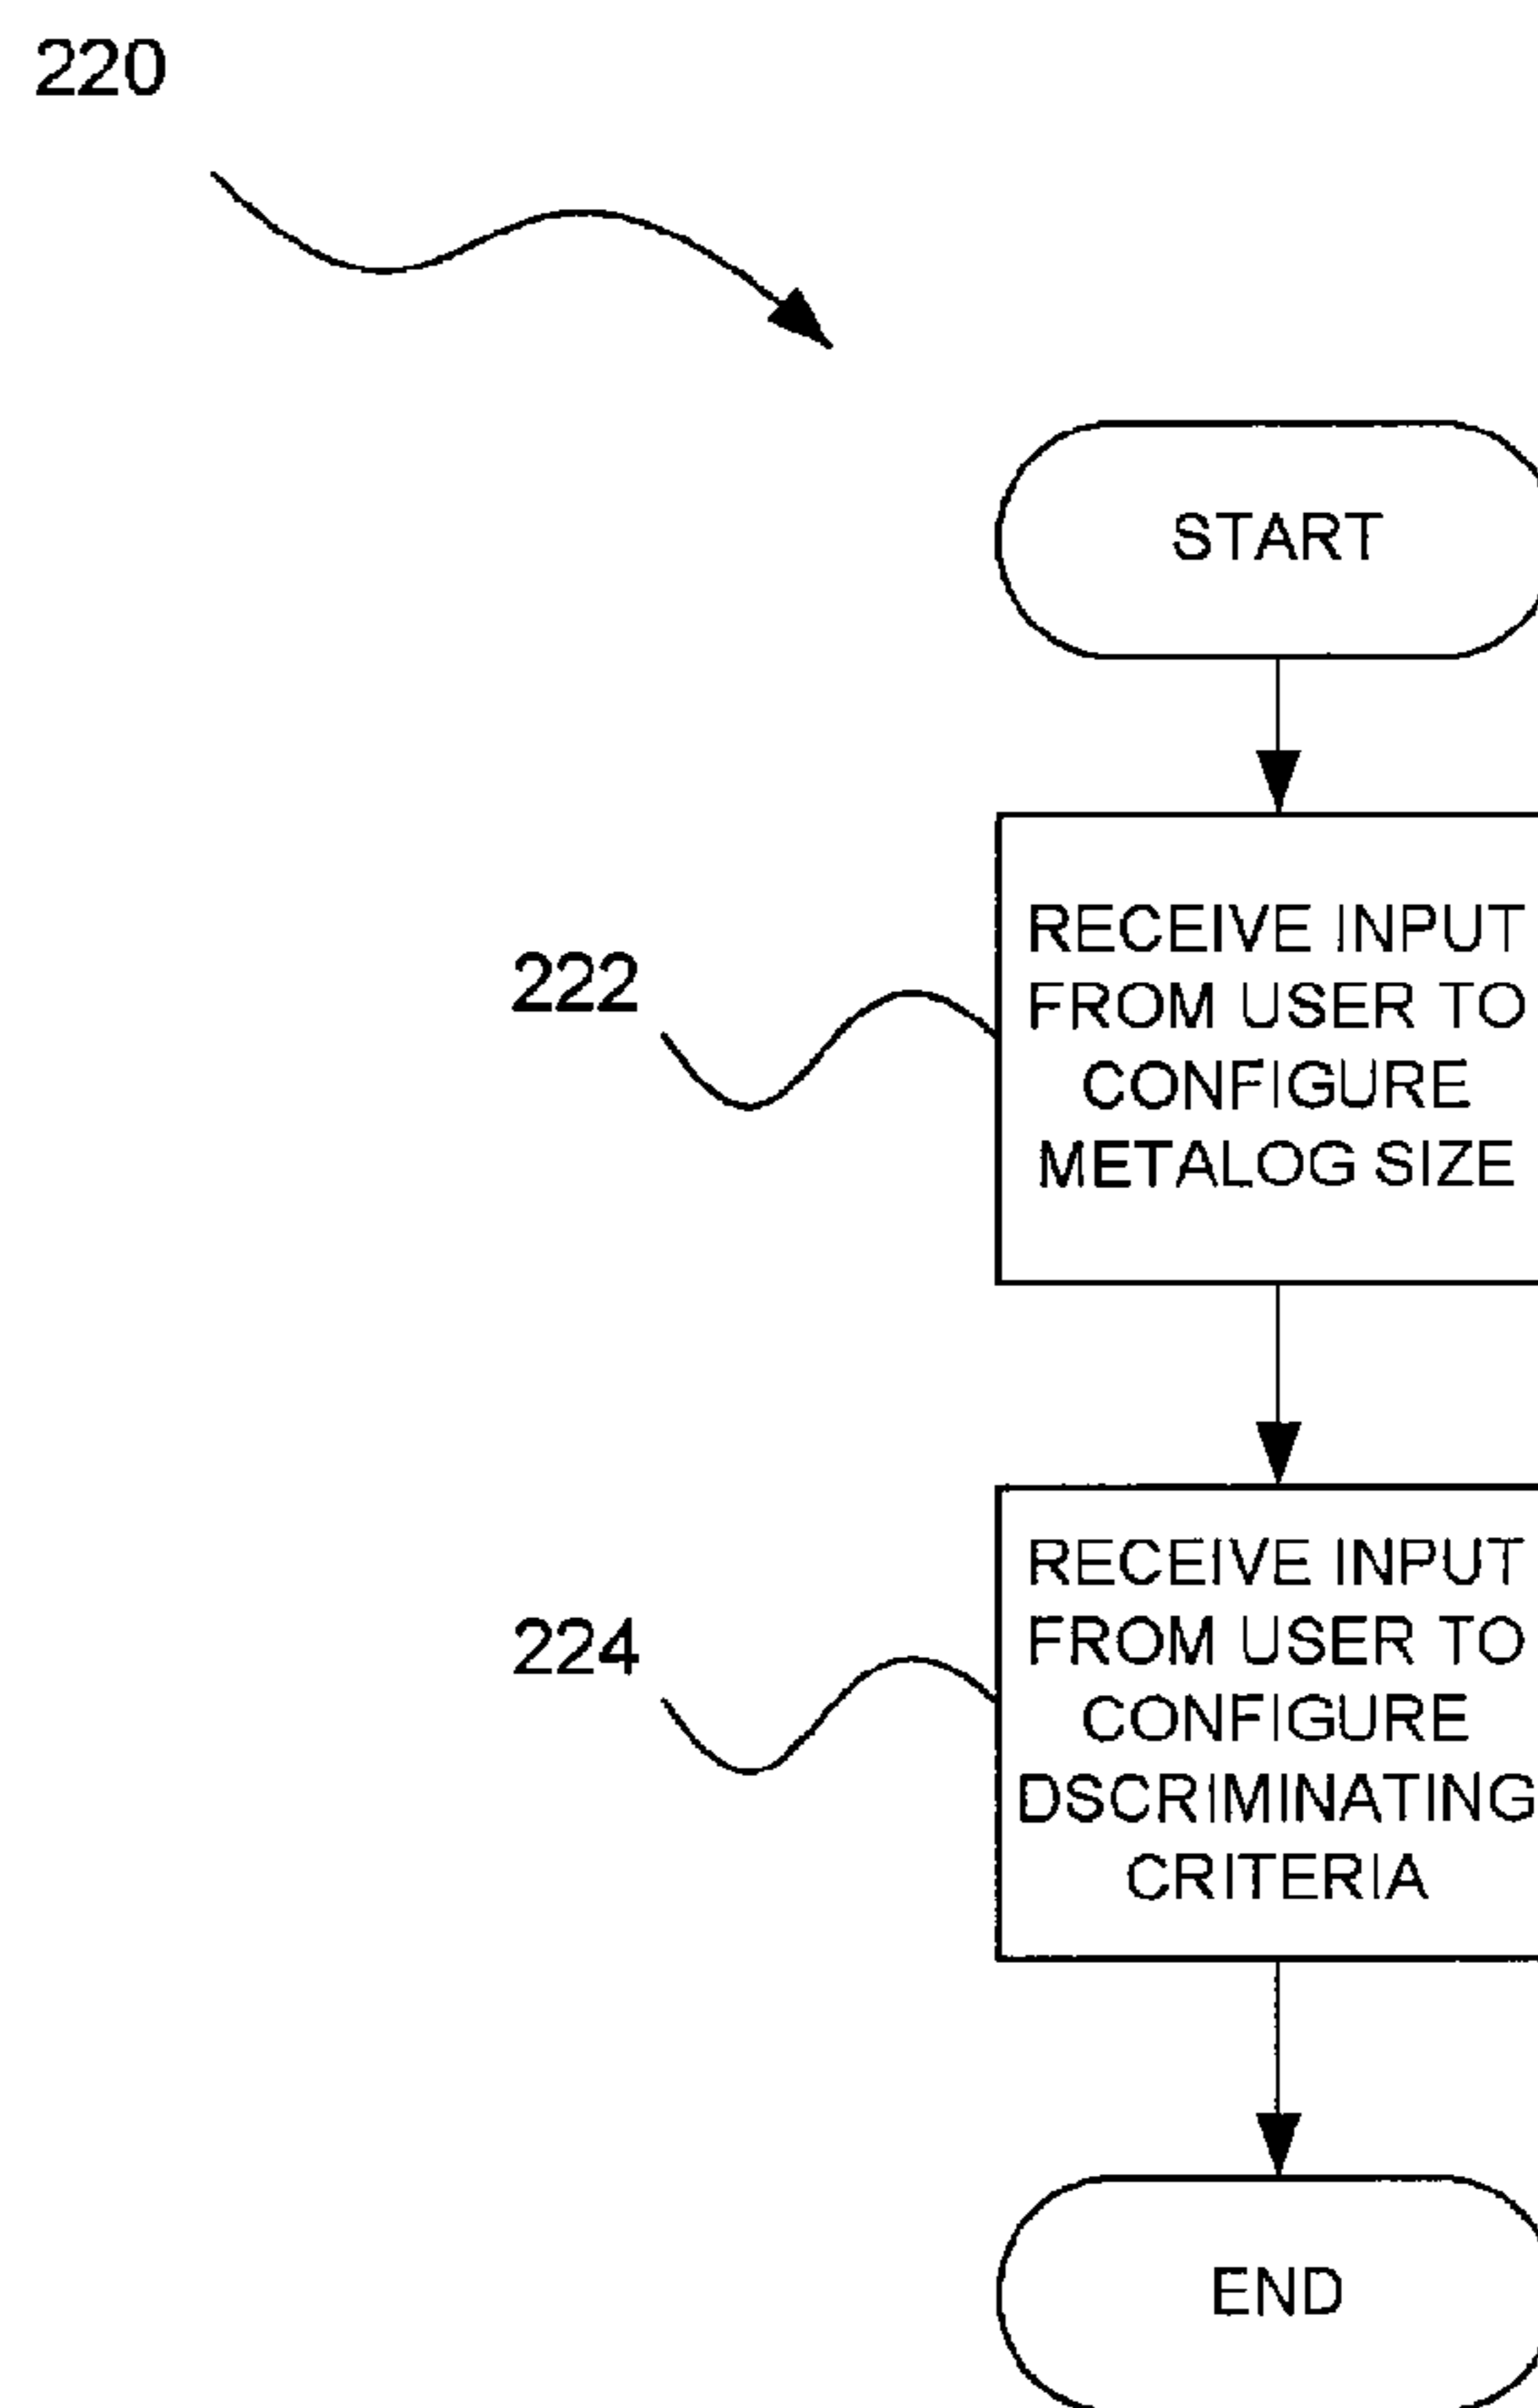 220
START
222
RECEIVE INPUT
FROM USER TO
CONFIGURE
METALOG SIZE
224
RECEIVE INPUT
FROM USER TO
CONFIGURE
DSCRIMINATING
CRITERIA
END